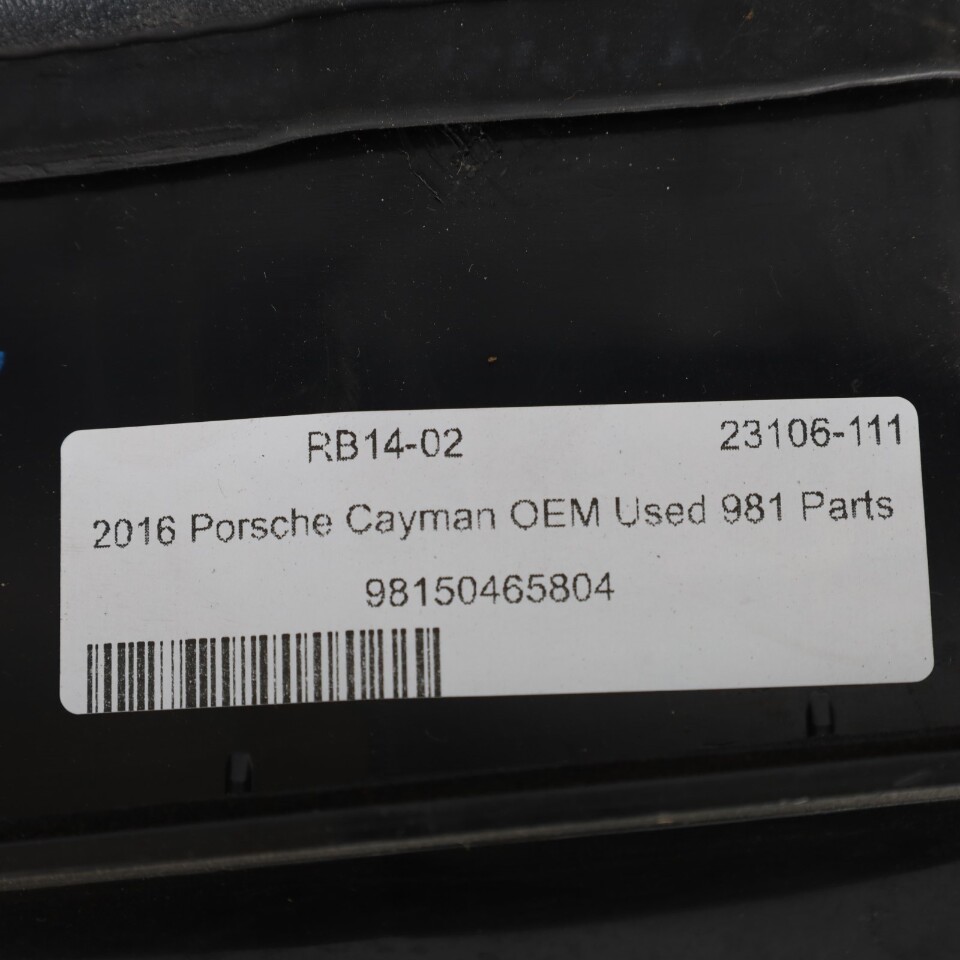 RB14-02 23106-111
2016 Porsche Cayman OEM Used 981 Parts
98150465804